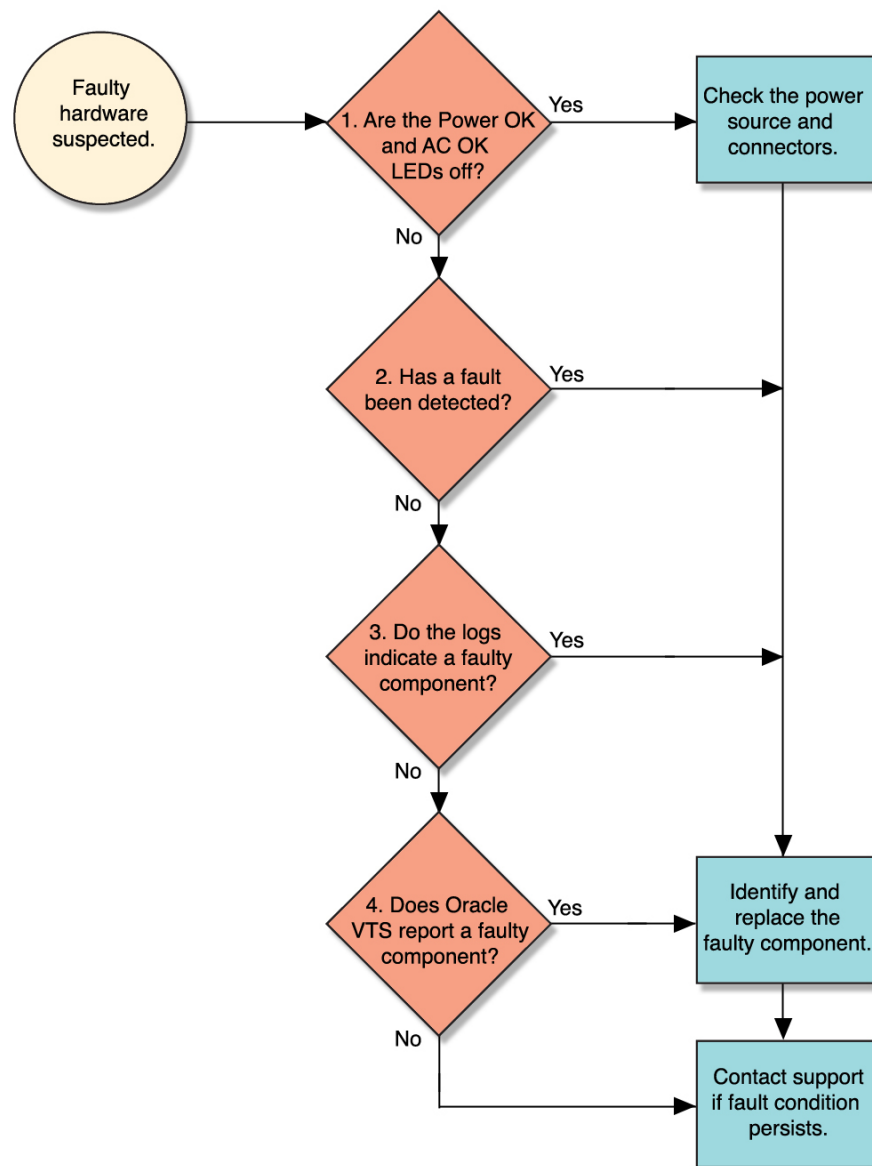 Faulty
hardware
suspected.
1. Are the Power OK
and AC OK
LEDs off?
Yes
Check the power
source and
connectors.
No
2. Has a fault
been detected?
Yes
No
3. Do the logs
indicate a faulty
component?
Yes
No
4. Does Oracle
VTS report a faulty
component?
Yes
Identify and
replace the
faulty component.
No
Contact support
if fault condition
persists.